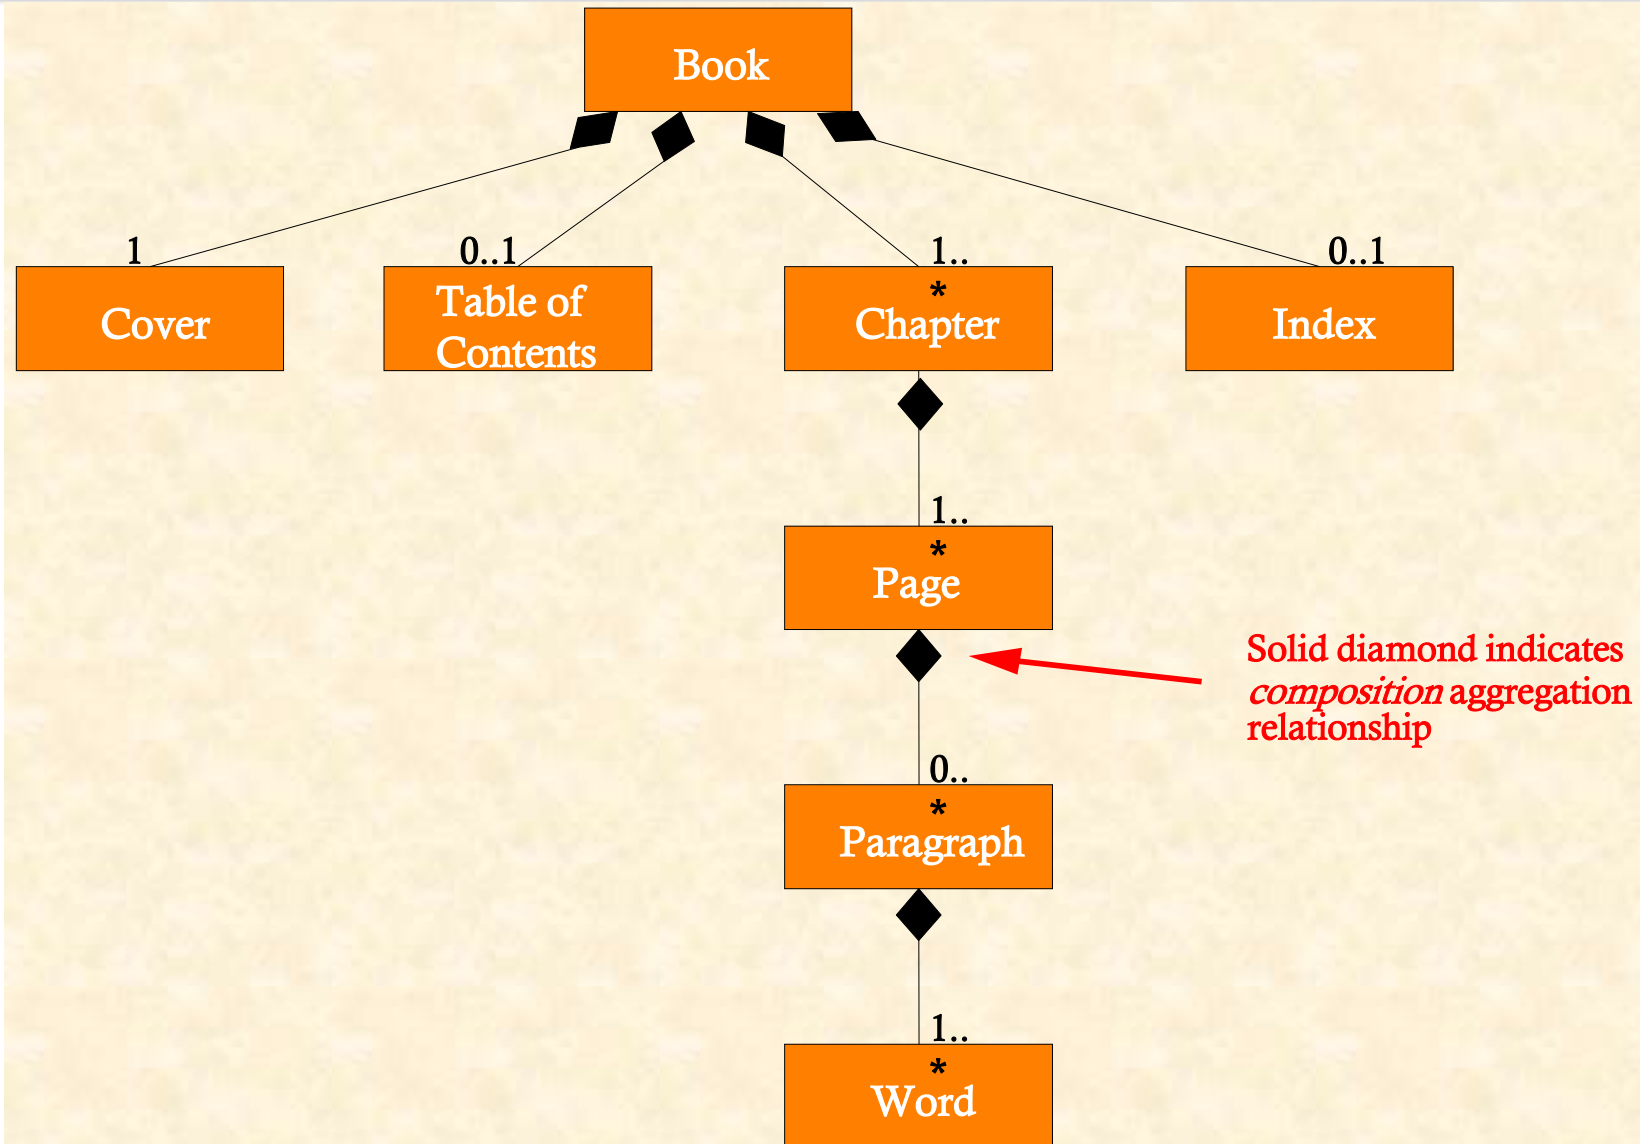 Book
1
0..1
1..
*
0..1
Cover
Table of
Contents
Chapter
Index
1..
*
Page
Solid diamond indicates
composition aggregation
relationship
0..
*
Paragraph
1..
*
Word